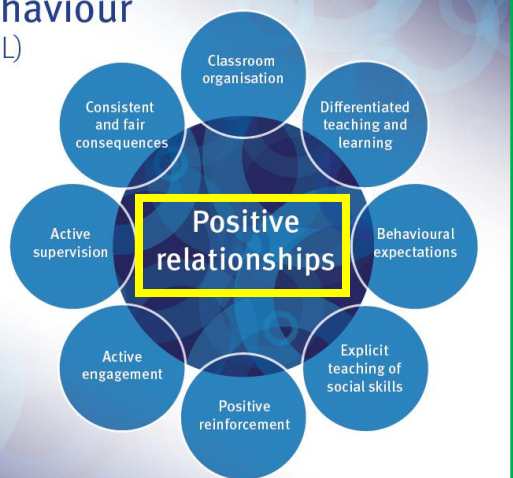 haviour
L)
Classroom
organisation
Differentiated
teaching and
learning
Behavioural
expectations
Explicit
teaching of
social skills
Positive
reinforcement
Active
engagement
Active
supervision
Consistent
and fair
consequences
Positive
relationships